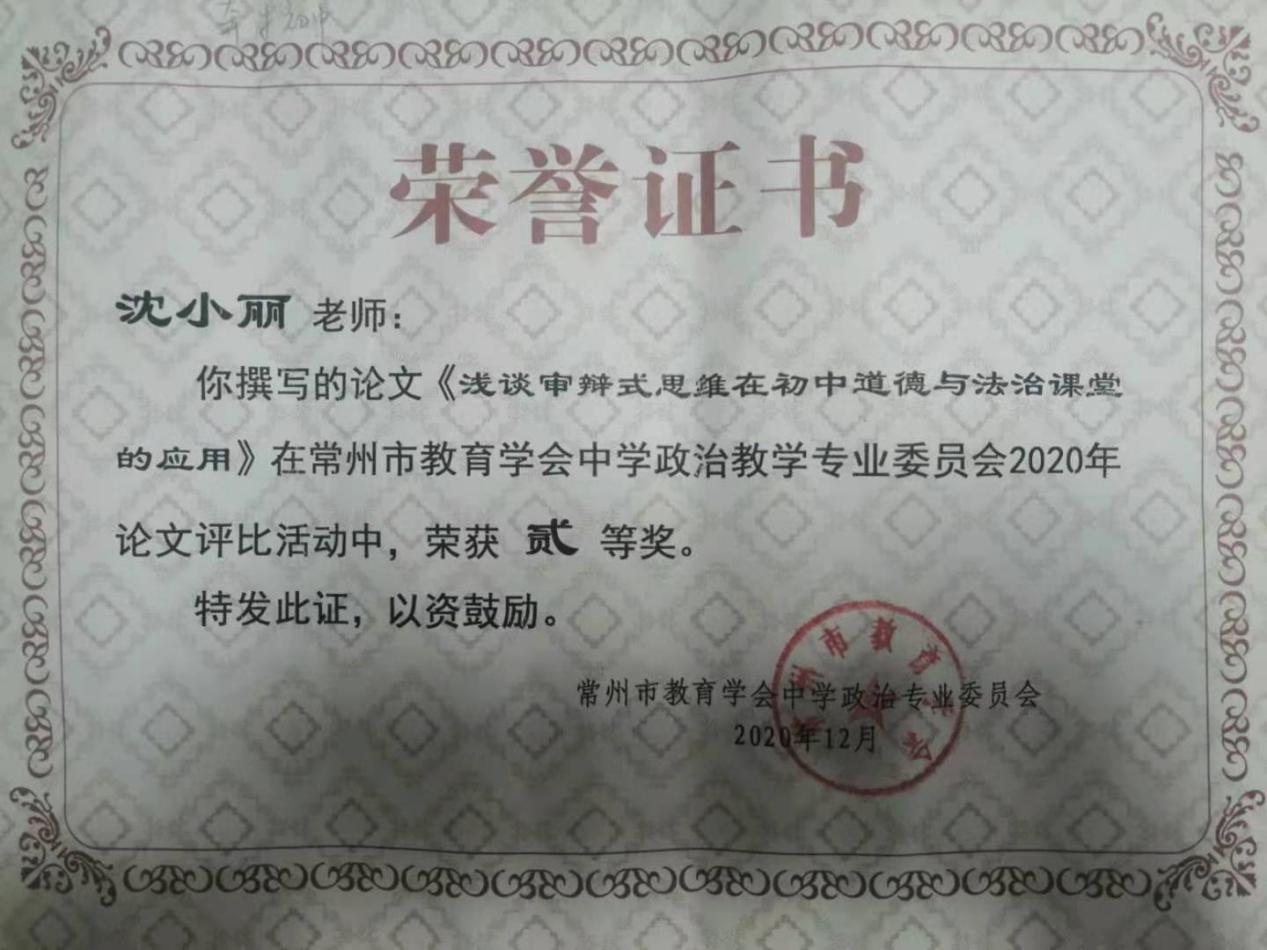 荣誉证书
沈小丽 老师：
你撰写的论文《浅谈审辩式思维在初中道德与法治课堂
的应用》在常州市教育学会中学政治教学专业委员会2020年
论文评比活动中，荣获 贰 等奖。
特发此证，以资鼓励。
常州市教育学会中学政治专业委员会
2020年12月